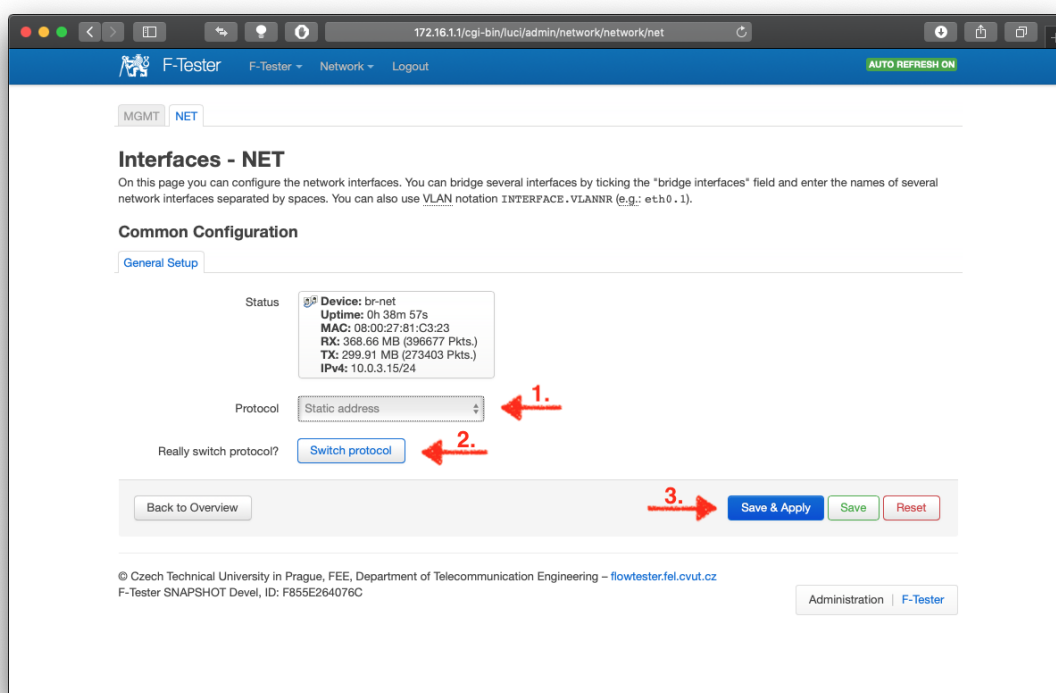 172.16.1.1/cgi-bin/luci/admin/network/network/net
F-Tester F-Tester Network Logout AUTO REFRESH ON
MGMT NET
Interfaces - NET
On this page you can configure the network interfaces. You can bridge several interfaces by ticking the "bridge interfaces" field and enter the names of several
network interfaces separated by spaces. You can also use VLAN notation INTERFACE.VLANNR (e.g.: eth0.1).
Common Configuration
General Setup
Status
Device: br-net
Uptime: 0h 38m 57s
MAC: 08:00:27:81:C3:23
RX: 368.66 MB (396677 Pkts.)
TX: 299.91 MB (273403 Pkts.)
IPv4: 10.0.3.15/24
Protocol Static address 1.
Really switch protocol? Switch protocol 2.
Back to Overview 3. Save & Apply Save Reset
© Czech Technical University in Prague, FEE, Department of Telecommunication Engineering – flowtester.fel.cvut.cz
F-Tester SNAPSHOT Devel, ID: F855E264076C
Administration | F-Tester